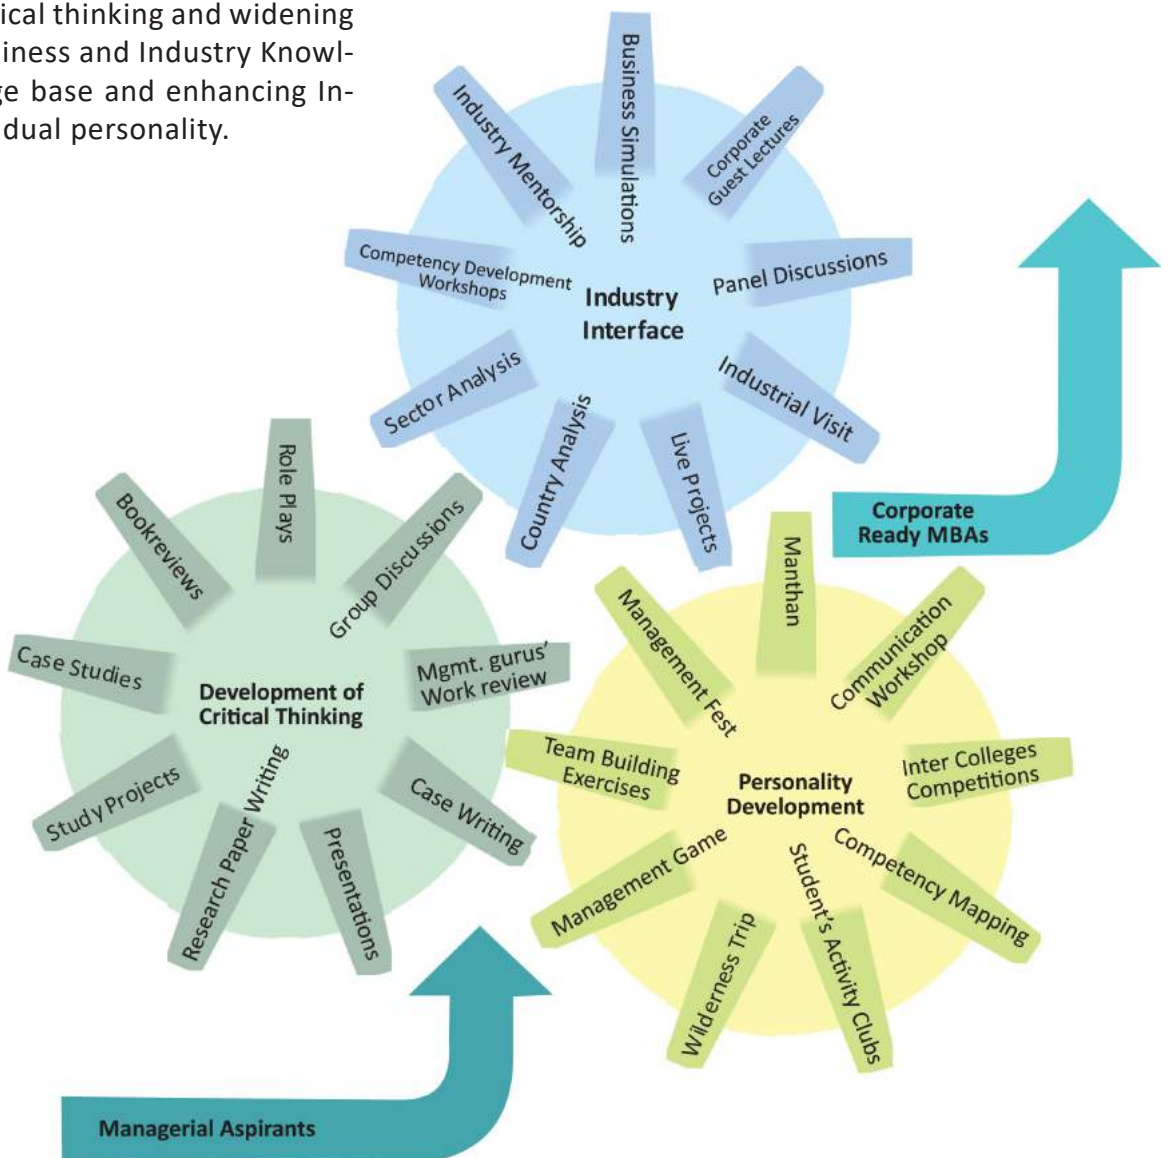 ical thinking and widening
iness and Industry Knowl-
ge base and enhancing In-
dual personality.
Business Simulations
Corporate
Guest Lectures
Panel Discussions
Industrial Visit
Live Projects
Country Analysis
Sector Analysis
Competency Development
Workshops
Industry Mentorship
Industry
Interface
Corporate
Ready MBAs
Role Plays
Group Discussions
Mgmt. gurus'
Work review
Case Writing
Presentations
Research Paper Writing
Study Projects
Case Studies
Bookreviews
Development of
Critical Thinking
Manthan
Communication
Workshop
Inter Colleges
Competitions
Competency Mapping
Student's Activity Clubs
Wilderness Trip
Management Game
Team Building
Exercises
Management Fest
Personality
Development
Managerial Aspirants